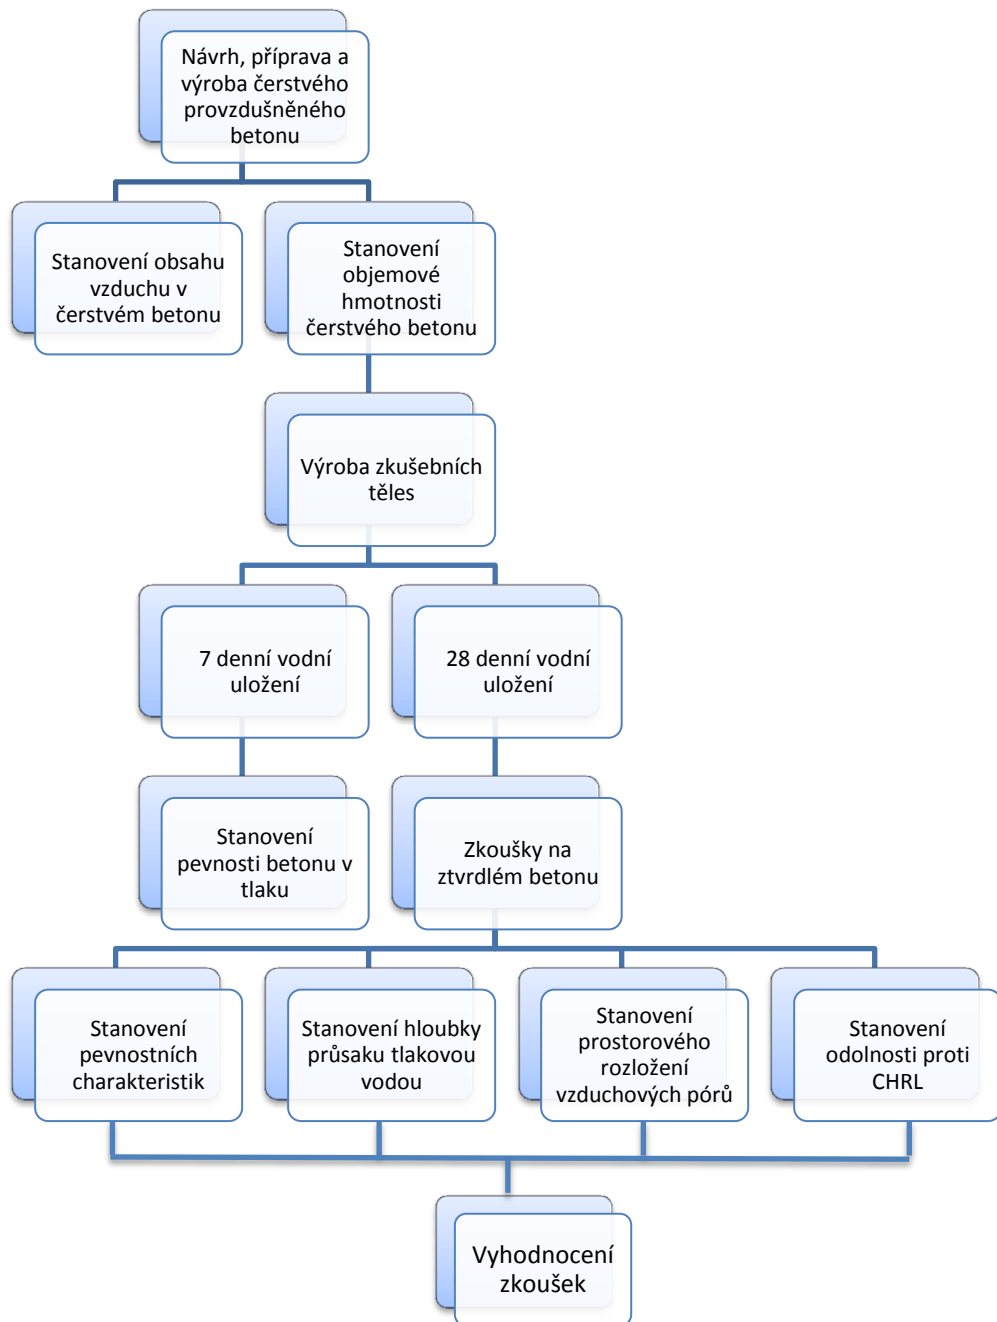 Návrh, příprava a
výroba čerstvého
provzdušněného
betonu
Stanovení obsahu
vzduchu v
čerstvém betonu
Stanovení
objemové
hmotnosti
čerstvého betonu
Výroba zkušebních
těles
7 denní vodní
uložení
28 denní vodní
uložení
Stanovení
pevnosti betonu v
tlaku
Zkoušky na
ztvrdlém betonu
Stanovení
pevnostních
charakteristik
Stanovení hloubky
průsaku tlakovou
vodou
Stanovení
prostorového
rozložení
vzduchových pórů
Stanovení
odolnosti proti
CHRL
Vyhodnocení
zkoušek